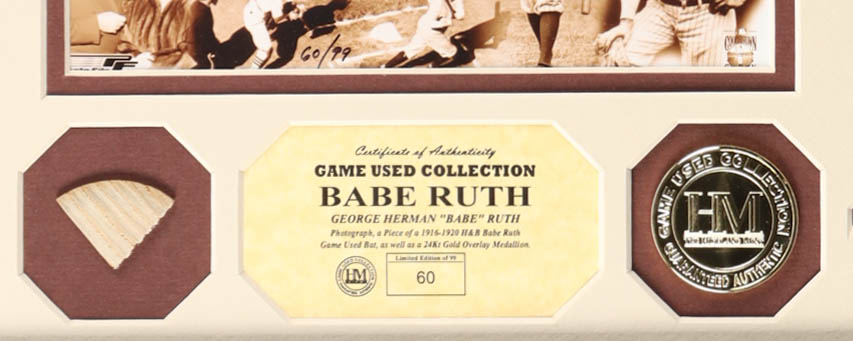 60/99
PF
Certificate of Authenticity
GAME USED COLLECTION
BABE RUTH
GEORGE HERMAN "BABE" RUTH
Photograph, a Piece of a 1916-1920 H&B Babe Ruth
Game Used Bat, as well as a 24Kt Gold Overlay Medallion.
Limited Edition of 99
60
HM
GAME USED COLLECTION
HM
GUARANTEED AUTHENTIC